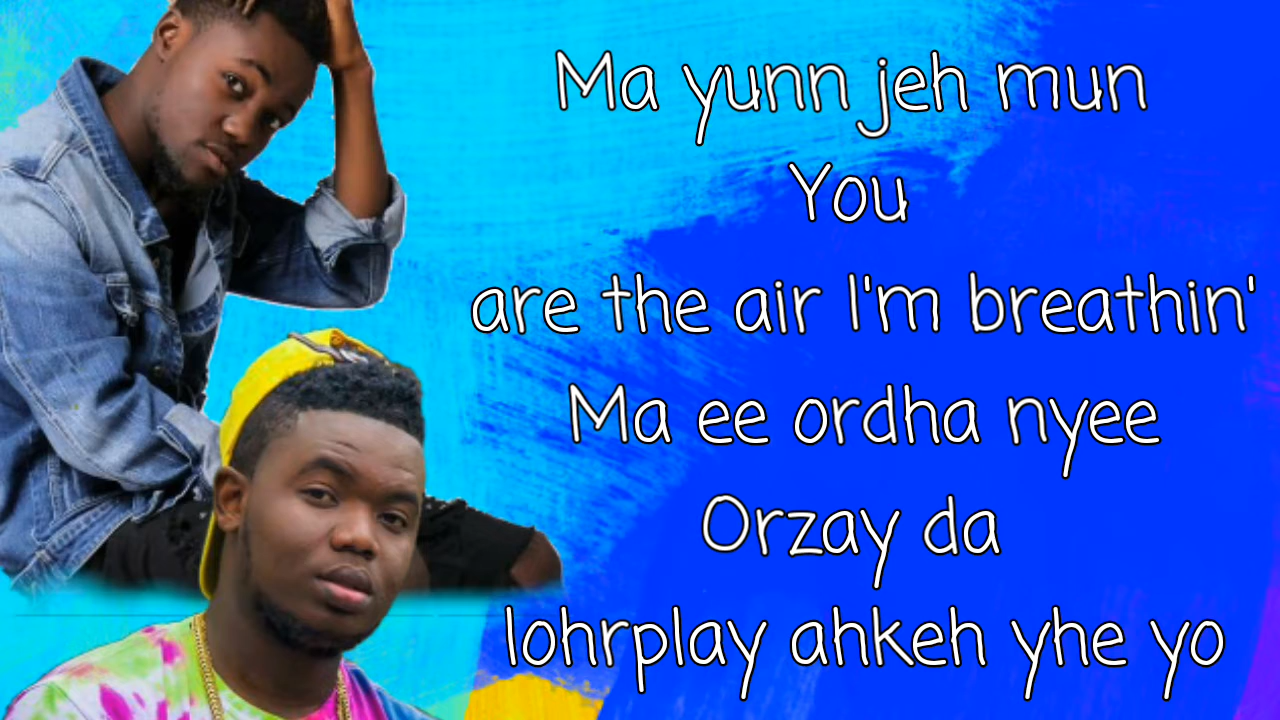 Ma yunn jeh mun
You
are the air I'm breathin'
Ma ee ordha nyee
Orzay da
lohrplay ahkeh yhe yo